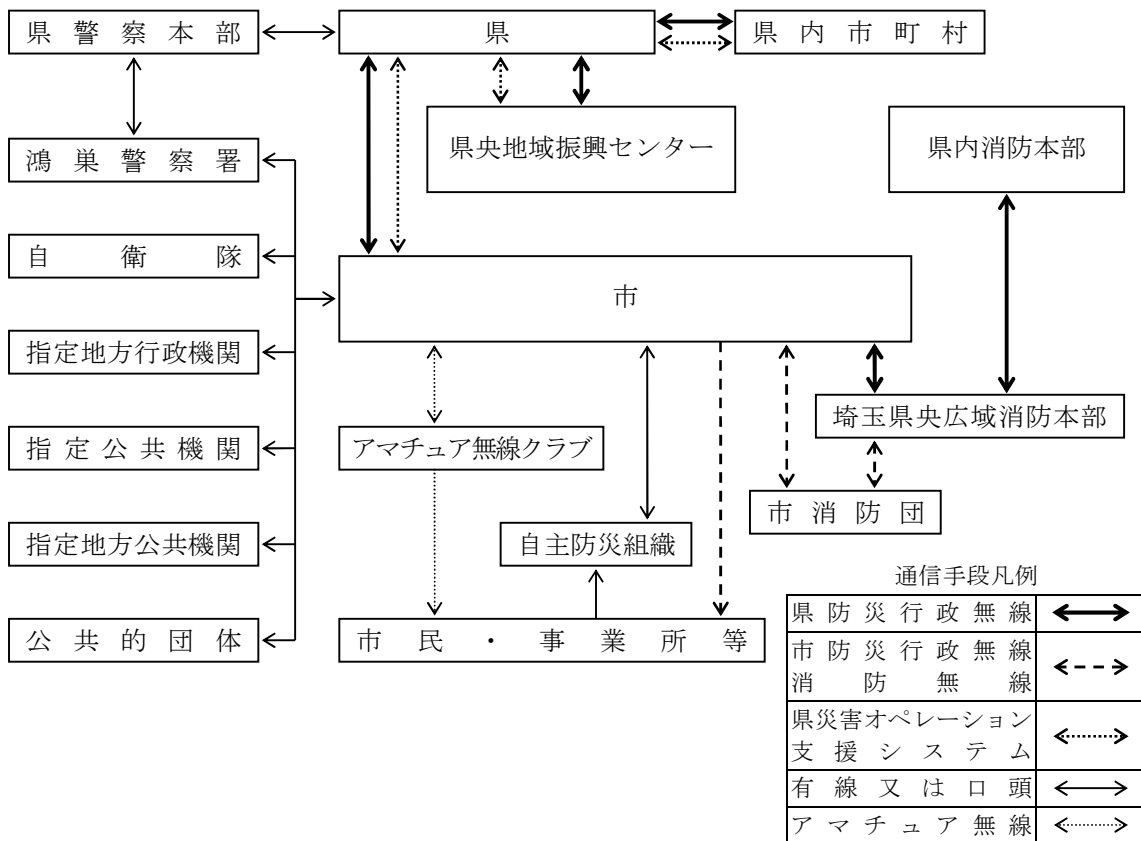 県警察本部
県
県内市町村
県央地域振興センター
県内消防本部
鴻巣警察署
自衛隊
市
指定地方行政機関
埼玉県央広域消防本部
指定公共機関
アマチュア無線クラブ
市消防団
指定地方公共機関
自主防災組織
公共的団体
市民・事業所等
通信手段凡例
県防災行政無線
市防災行政無線
消防無線
県災害オペレーション
支援システム
有線又は口頭
アマチュア無線